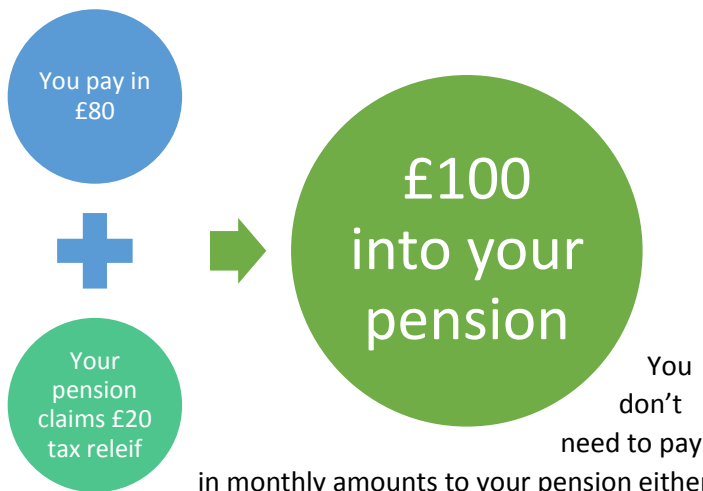 You pay in
£80
Your
pension
claims £20
tax releif
£100
into your
pension
You
don’t
need to pay
in monthly amounts to your pension either